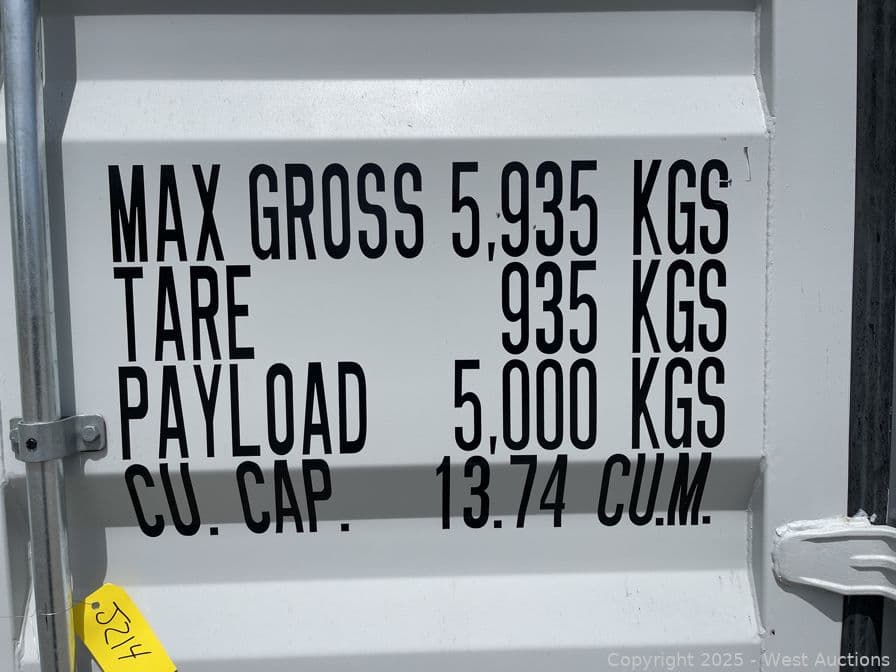 MAX GROSS 5,935 KGS
TARE 935 KGS
PAYLOAD 5,000 KGS
CU. CAP. 13.74 CU.M.
5214
Copyright 2025 - West Auctions